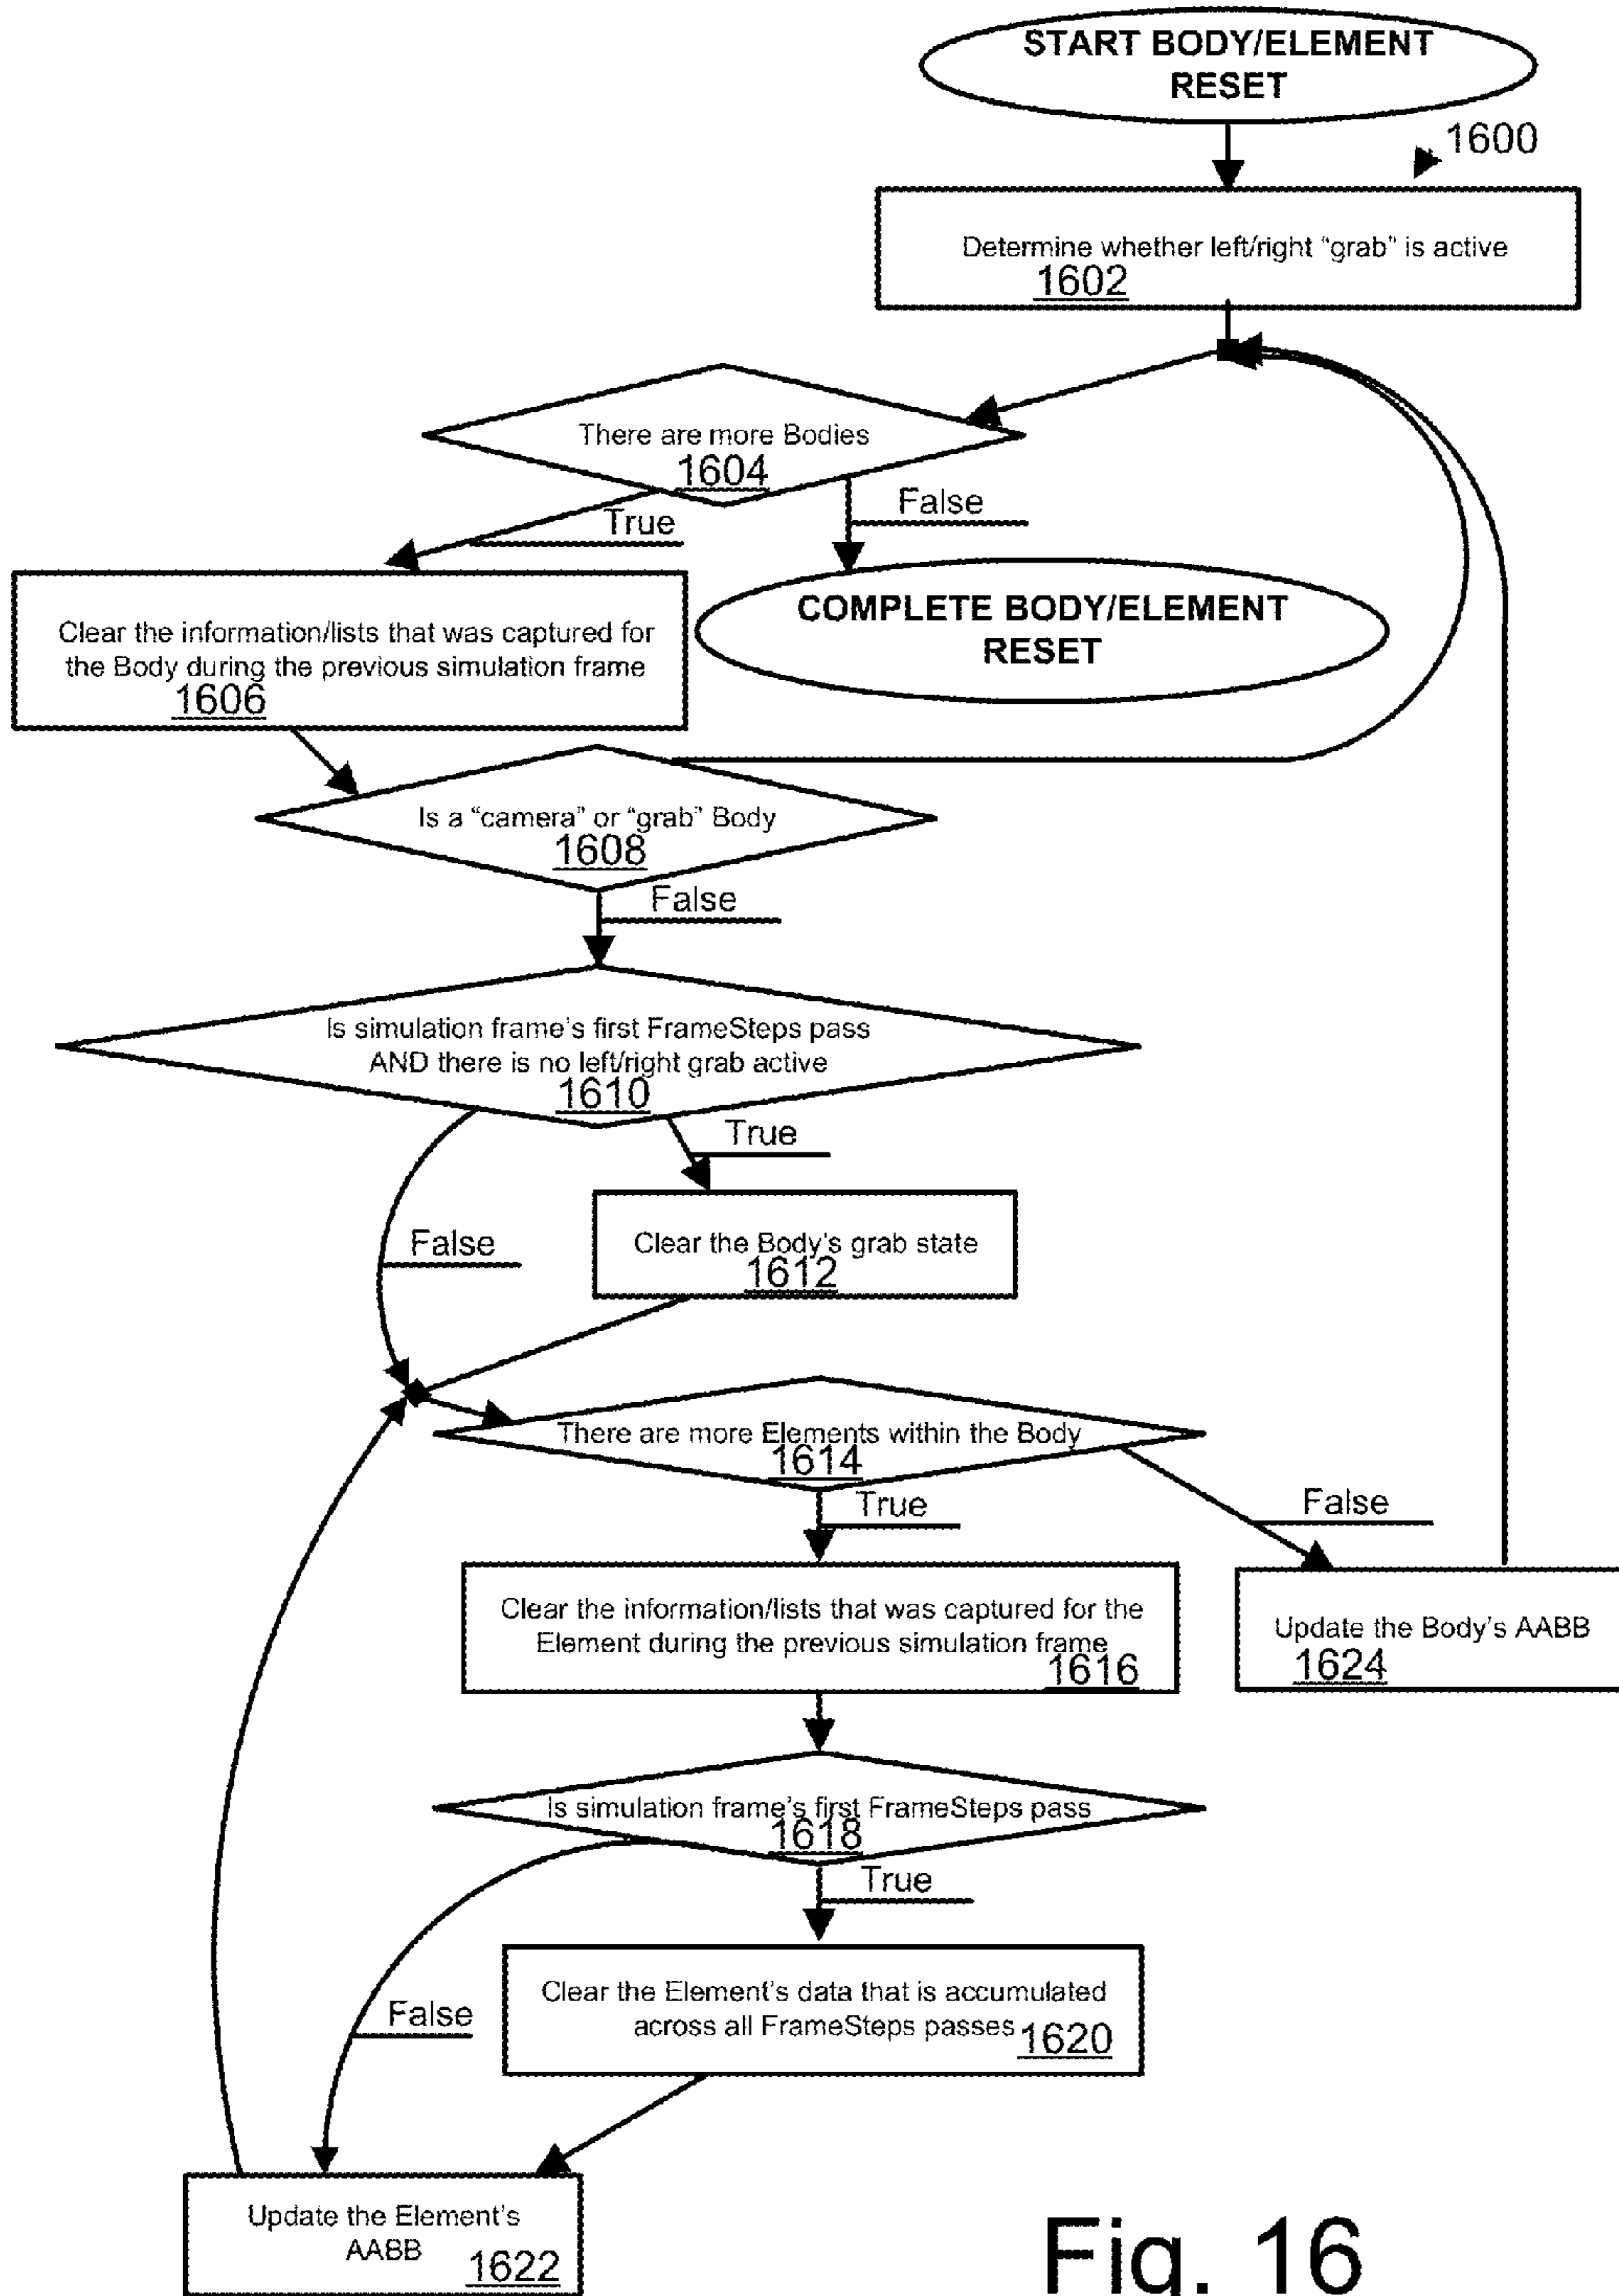 START BODY/ELEMENT
RESET
1600
Determine whether left/right “grab” is active
1602
There are more Bodies
1604
True
False
Clear the information/lists that was captured for
the Body during the previous simulation frame
1606
COMPLETE BODY/ELEMENT
RESET
Is a “camera” or “grab” Body
1608
False
Is simulation frame’s first FrameSteps pass
AND there is no left/right grab active
1610
True
False
Clear the Body’s grab state
1612
There are more Elements within the Body
1614
True
False
Clear the information/lists that was captured for the
Element during the previous simulation frame
1616
Update the Body’s AABB
1624
Is simulation frame’s first FrameSteps pass
1618
True
False
Clear the Element’s data that is accumulated
across all FrameSteps passes 1620
Update the Element’s
AABB 1622
Fig. 16